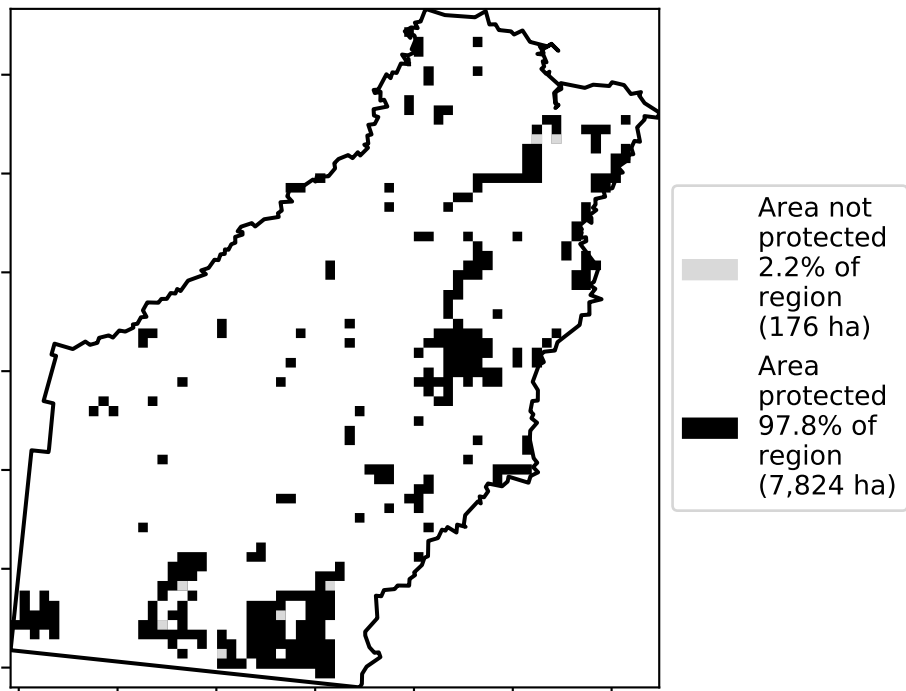 Area not
protected
2.2% of
region
(176 ha)
Area
protected
97.8% of
region
(7,824 ha)